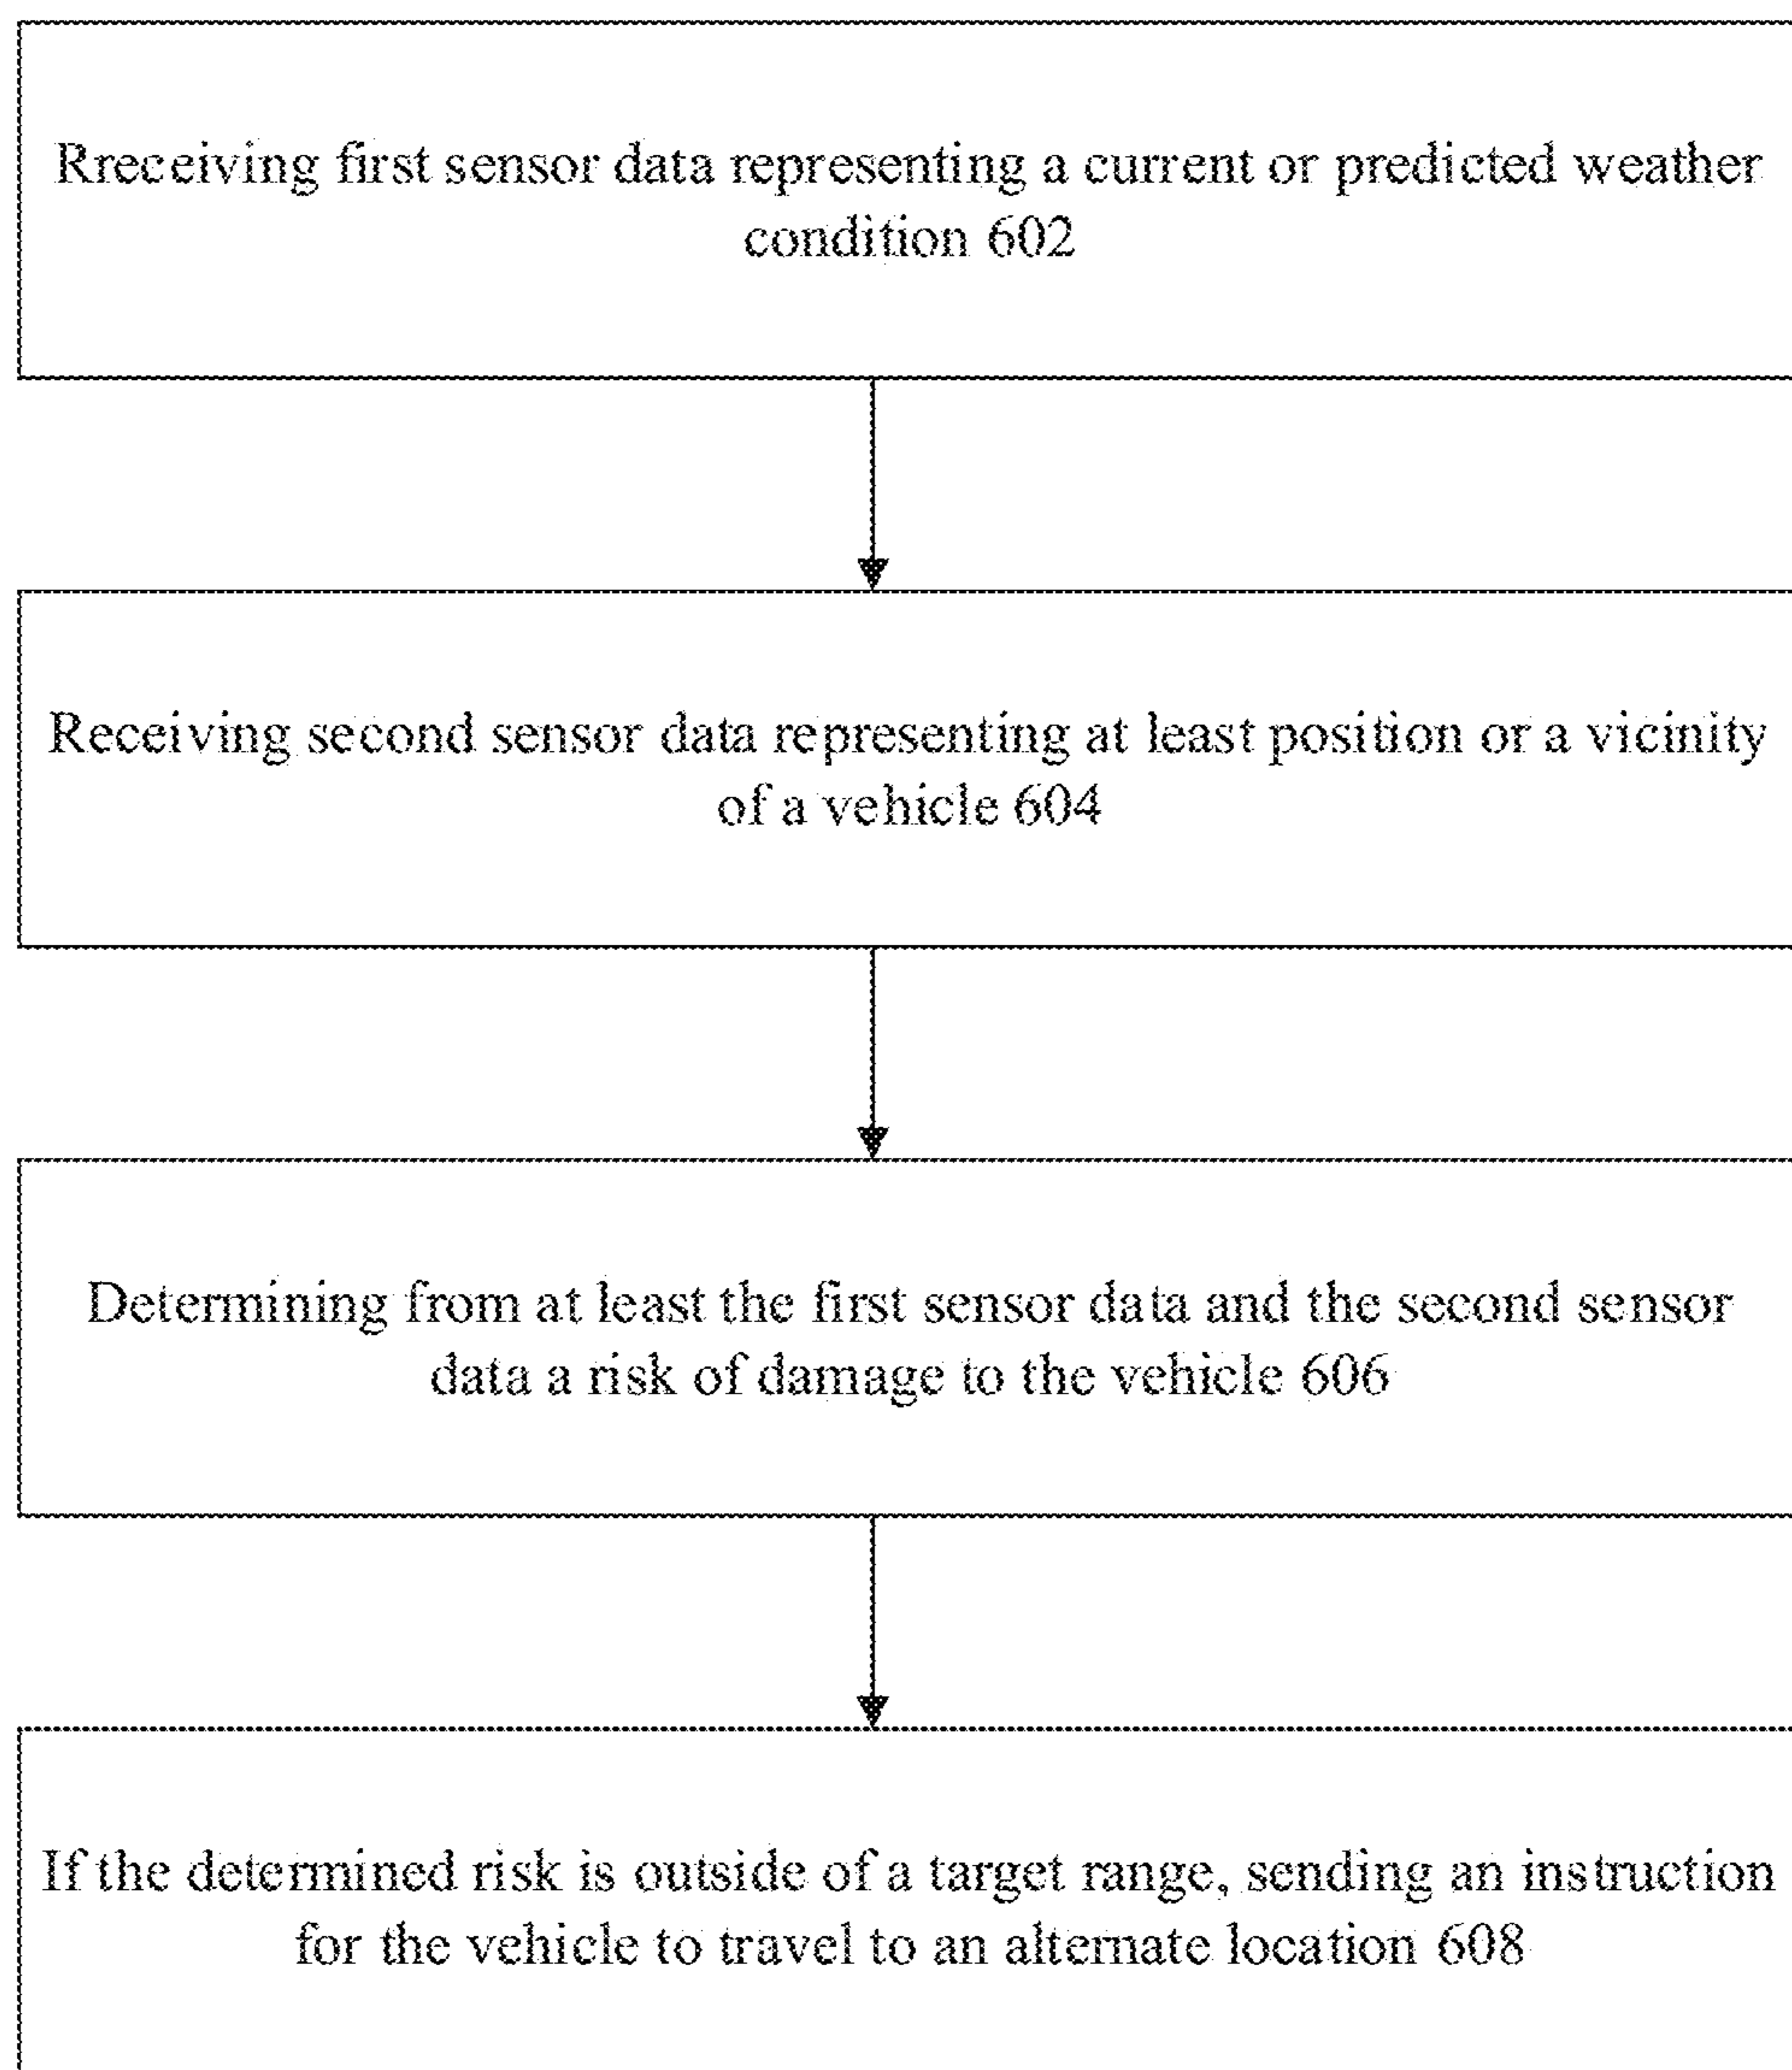 Rreceiving first sensor data representing a current or predicted weather
condition 602
Receiving second sensor data representing at least position or a vicinity
of a vehicle 604
Determining from at least the first sensor data and the second sensor
data a risk of damage to the vehicle 606
If the determined risk is outside of a target range, sending an instruction
for the vehicle to travel to an alternate location 608